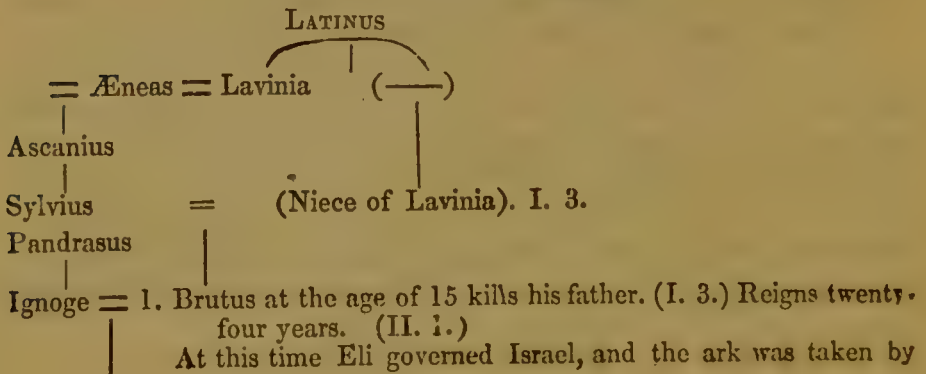 LATINUS
= Æneas = Lavinia (——)
Ascanius
Sylvius = (Niece of Lavinia). I. 3.
Pandrasus
Ignoge = 1. Brutus at the age of 15 kills his father. (I. 3.) Reigns twenty-
four years. (II. 1.)
At this time Eli governed Israel, and the ark was taken by